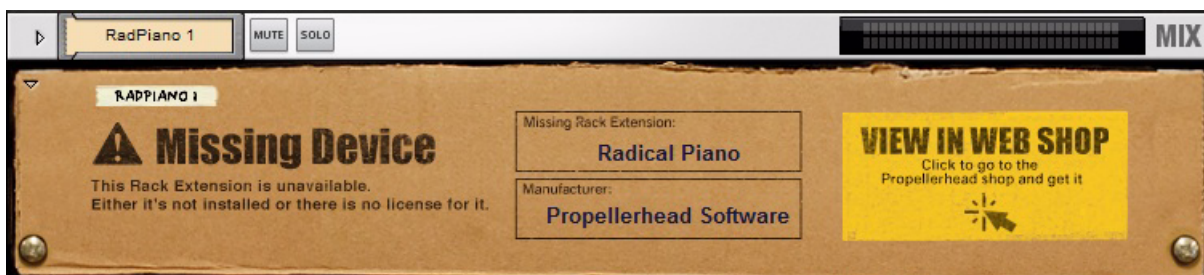 RadPiano 1
MUTE
SOLO
MIX
RADPIANO 1
Missing Device
This Rack Extension is unavailable.
Either it's not installed or there is no license for it.
Missing Rack Extension:
Radical Piano
Manufacturer:
Propellerhead Software
VIEW IN WEB SHOP
Click to go to the
Propellerhead shop and get it